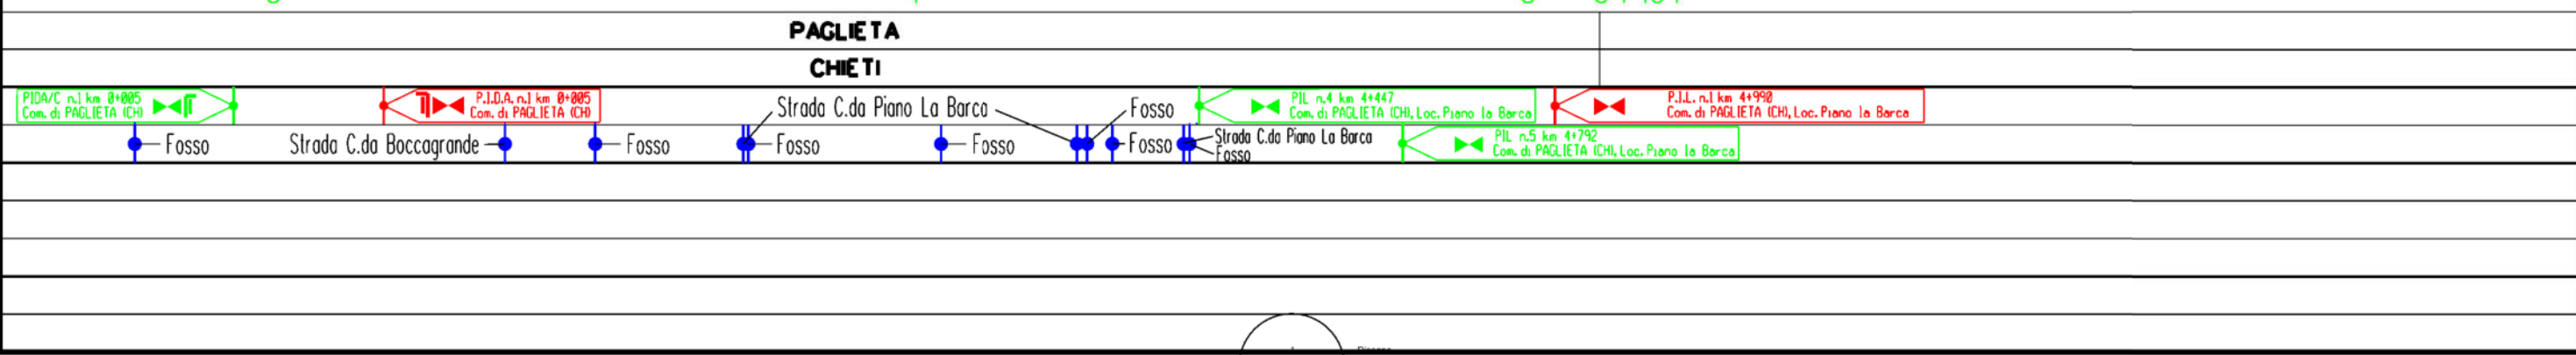 PAGLIETA
CHIETI
PIDA/C n.1 km 0+005
Com. di PAGLIETA (CH)
P.I.D.A. n.1 km 0+005
Com. di PAGLIETA (CH)
Strada C.da Piano La Barca
Fosso
PIL n.4 km 4+447
Com. di PAGLIETA (CH), Loc. Piano la Barca
P.I.L. n.1 km 4+990
Com. di PAGLIETA (CH), Loc. Piano la Barca
Fosso
Strada C.da Boccagrande
Fosso
Fosso
Fosso
Fosso
Strada C.da Piano La Barca
Fosso
PIL n.5 km 4+792
Com. di PAGLIETA (CH), Loc. Piano la Barca